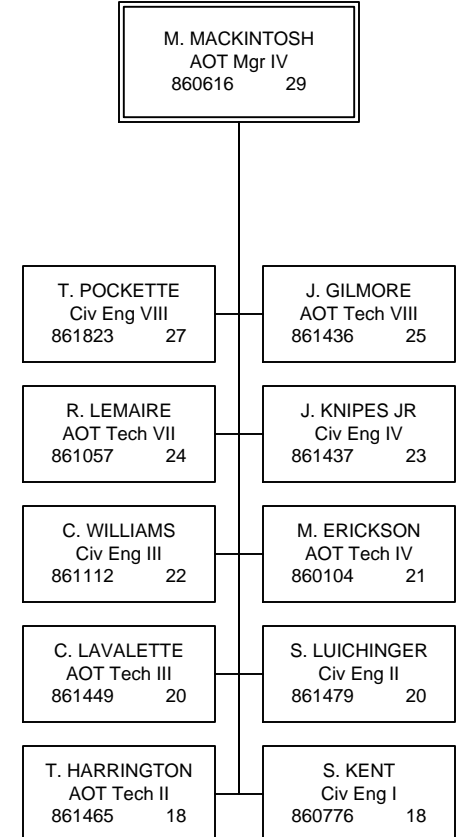 M. MACKINTOSH
AOT Mgr IV
860616 29
T. POCKETTE
Civ Eng VIII
861823 27
J. GILMORE
AOT Tech VIII
861436 25
R. LEMAIRE
AOT Tech VII
861057 24
J. KNIPES JR
Civ Eng IV
861437 23
C. WILLIAMS
Civ Eng III
861112 22
M. ERICKSON
AOT Tech IV
860104 21
C. LAVALETTE
AOT Tech III
861449 20
S. LUICHINGER
Civ Eng II
861479 20
T. HARRINGTON
AOT Tech II
861465 18
S. KENT
Civ Eng I
860776 18